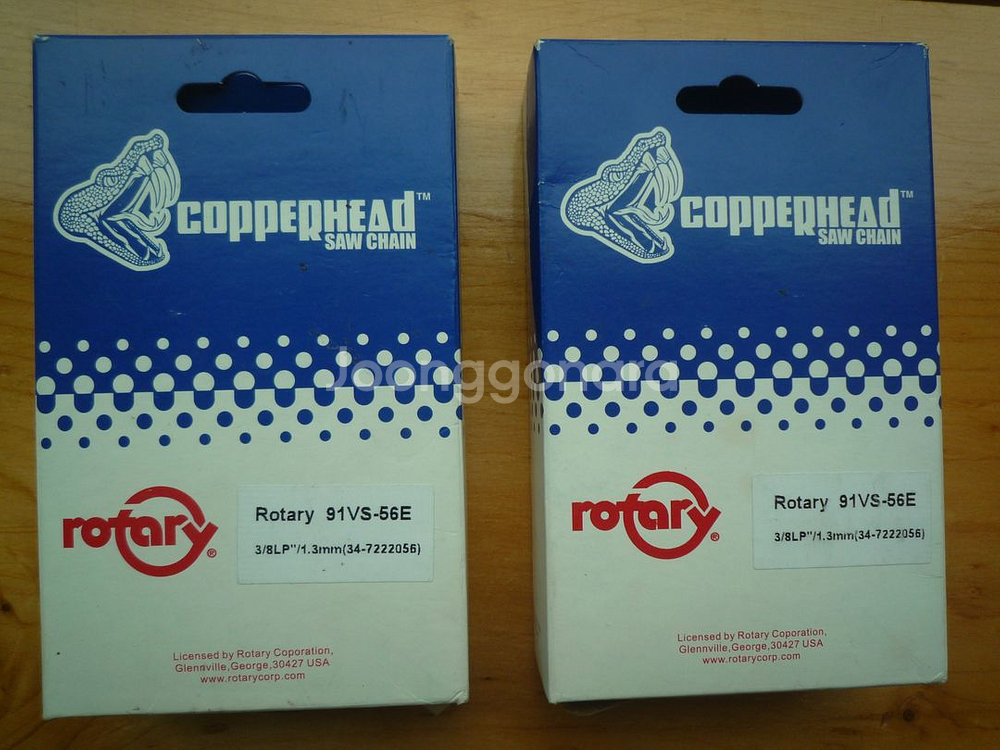 COPPERHEAD™
SAW CHAIN
rotary®
Rotary 91VS-56E
3/8LP"/1.3mm(34-7222056)
Licensed by Rotary Coporation,
Glennville,George,30427 USA
www.rotarycorp.com
COPPERHEAD™
SAW CHAIN
rotary®
Rotary 91VS-56E
3/8LP"/1.3mm(34-7222056)
Licensed by Rotary Coporation,
Glennville,George,30427 USA
www.rotarycorp.com
Joonggonara